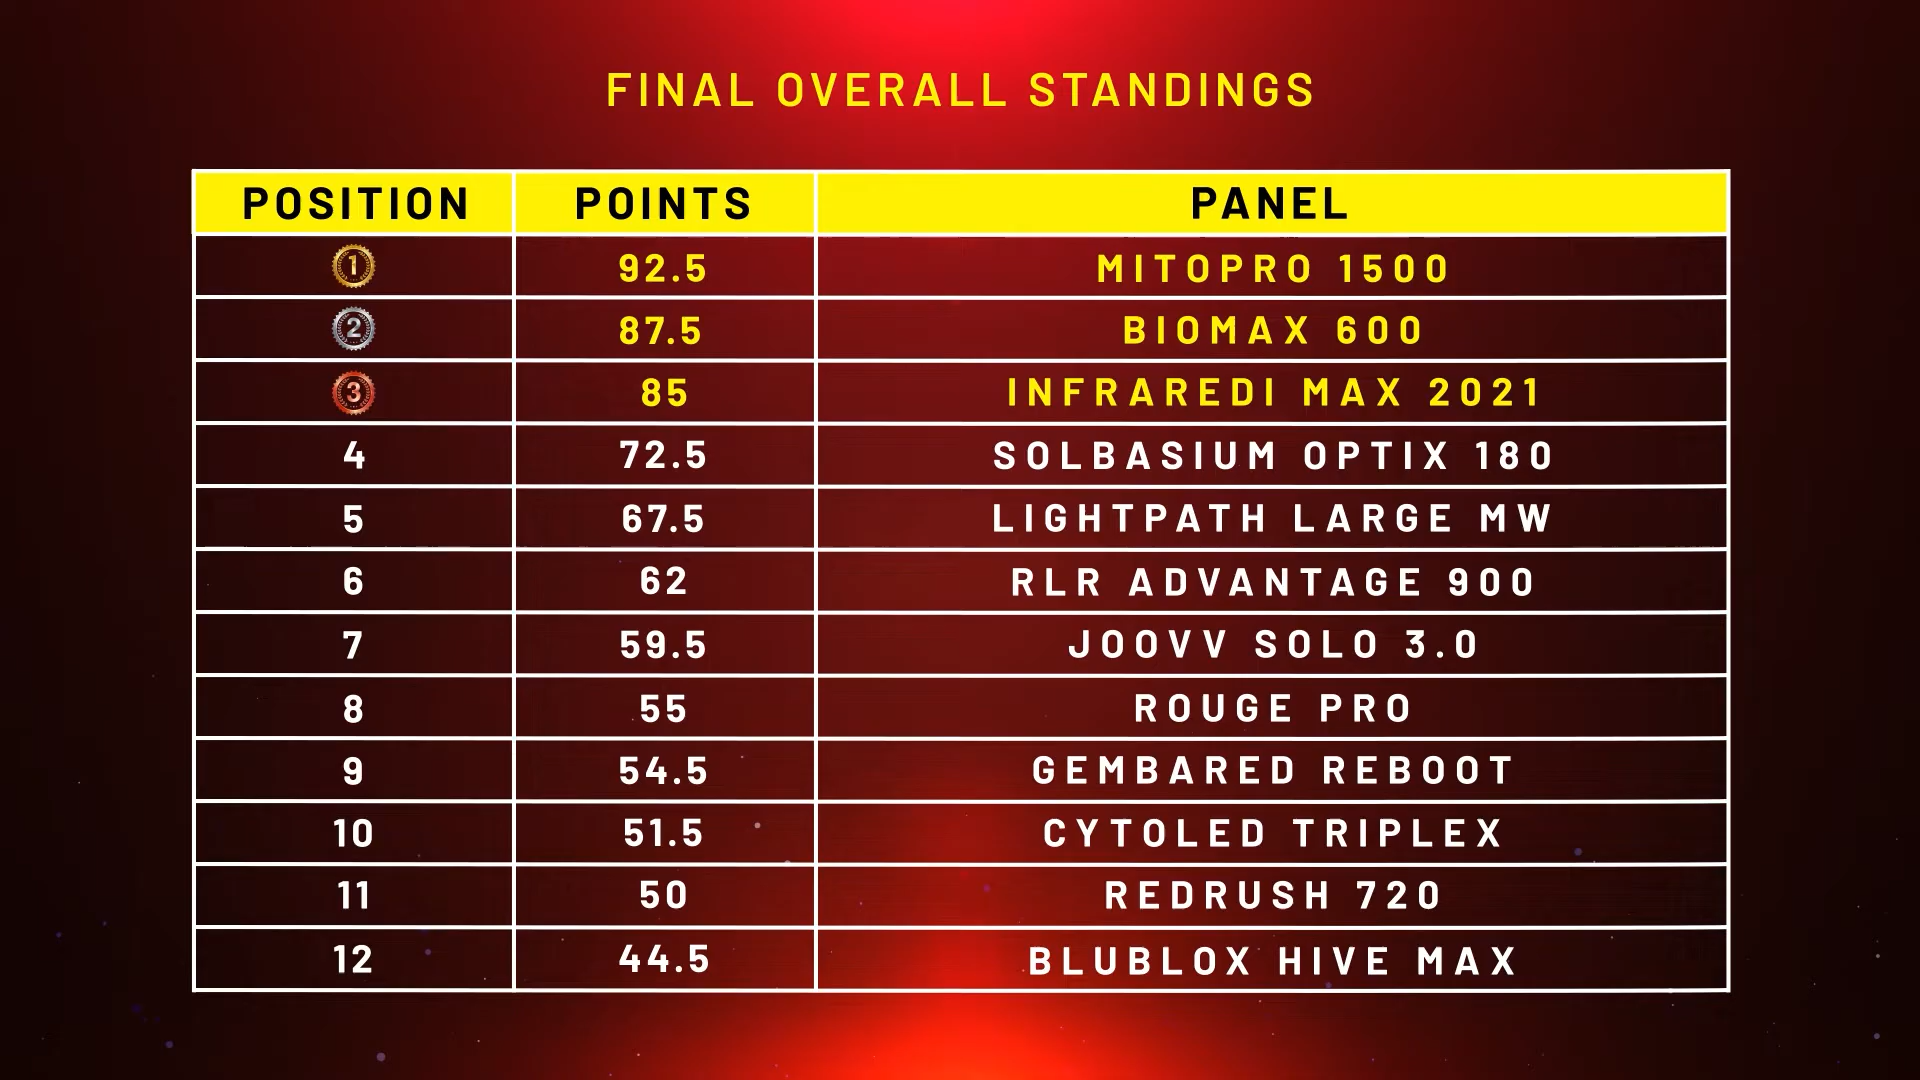 FINAL OVERALL STANDINGS
POSITION POINTS PANEL
1 92.5 MITOPRO 1500
2 87.5 BIOMAX 600
3 85 INFRAREDI MAX 2021
4 72.5 SOLBASIUM OPTIX 180
5 67.5 LIGHTPATH LARGE MW
6 62 RLR ADVANTAGE 900
7 59.5 JOOVV SOLO 3.0
8 55 ROUGE PRO
9 54.5 GEMBARED REBOOT
10 51.5 CYTOLED TRIPLEX
11 50 REDRUSH 720
12 44.5 BLUBLOX HIVE MAX